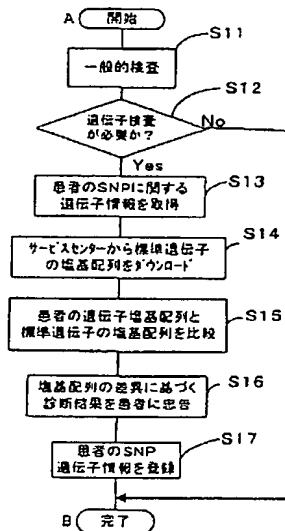 A 開始
S11
一般的検査
S12
遺伝子検査
が必要か？
No
Yes
S13
患者のSNPに関する
遺伝子情報を取得
S14
ｻｰﾋﾞｽｾﾝﾀｰから標準遺伝子
の塩基配列をﾀﾞｳﾝﾛｰﾄﾞ
S15
患者の遺伝子塩基配列と
標準遺伝子の塩基配列を比較
S16
塩基配列の差異に基づく
診断結果を患者に忠告
S17
患者のSNP
遺伝子情報を登録
B 完了